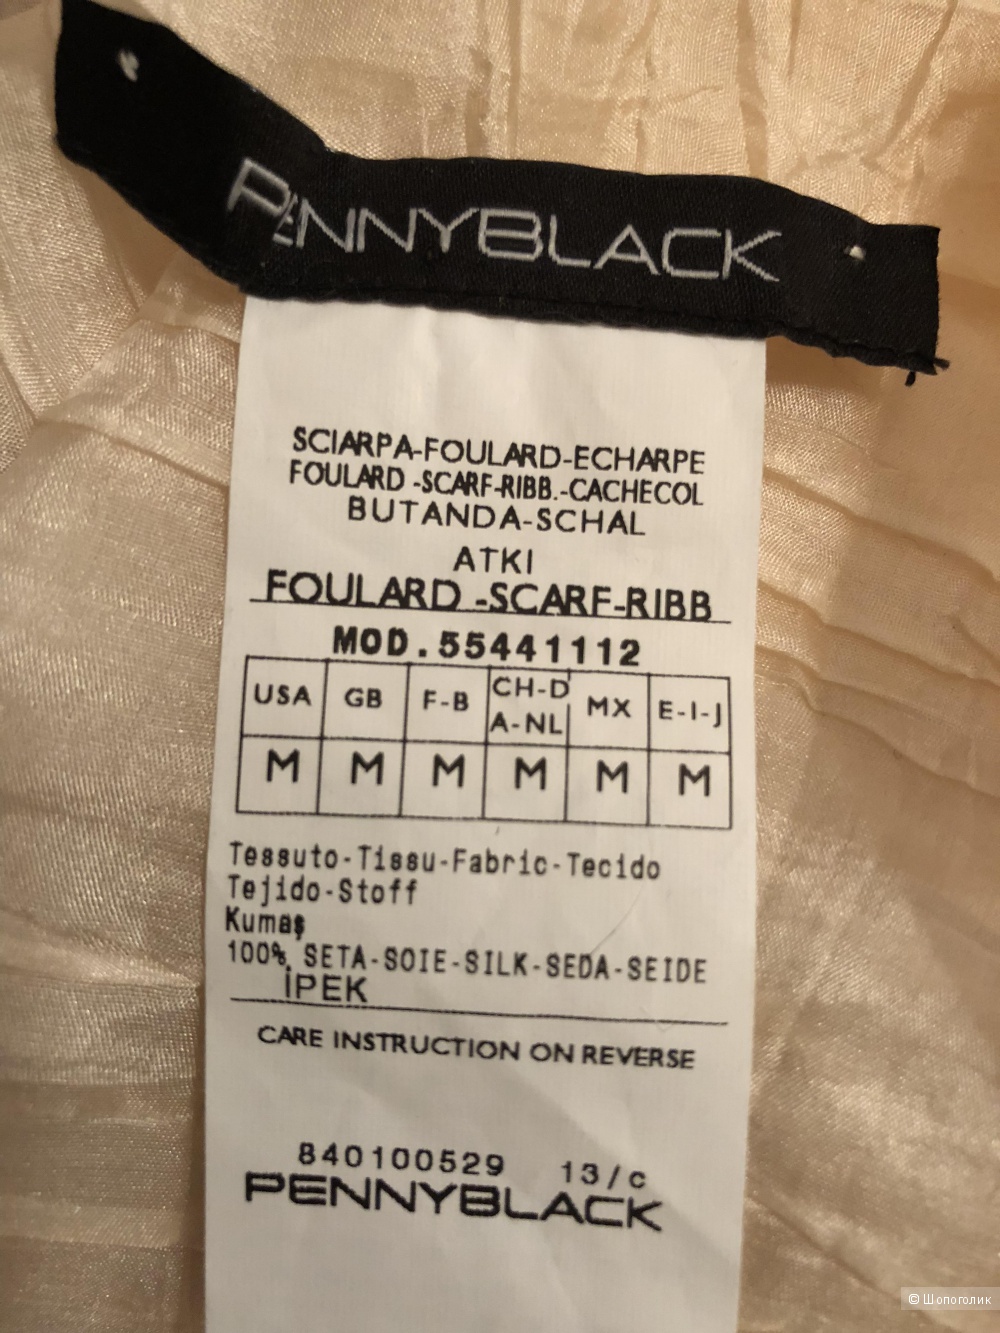 PENNYBLACK
SCIARPA-FOULARD-ECHARPE
FOULARD -SCARF-RIBB.-CACHECOL
BUTANDA-SCHAL
ATKI
FOULARD -SCARF-RIBB
MOD.55441112
USA GB F-B CH-D A-NL MX E-I-J
M M M M M M
Tessuto-Tissu-Fabric-Tecido
Tejido-Stoff
Kumaş
100% SETA-SOIE-SILK-SEDA-SEIDE
İPEK
CARE INSTRUCTION ON REVERSE
840100529 13/c
PENNYBLACK
© Шопоголик